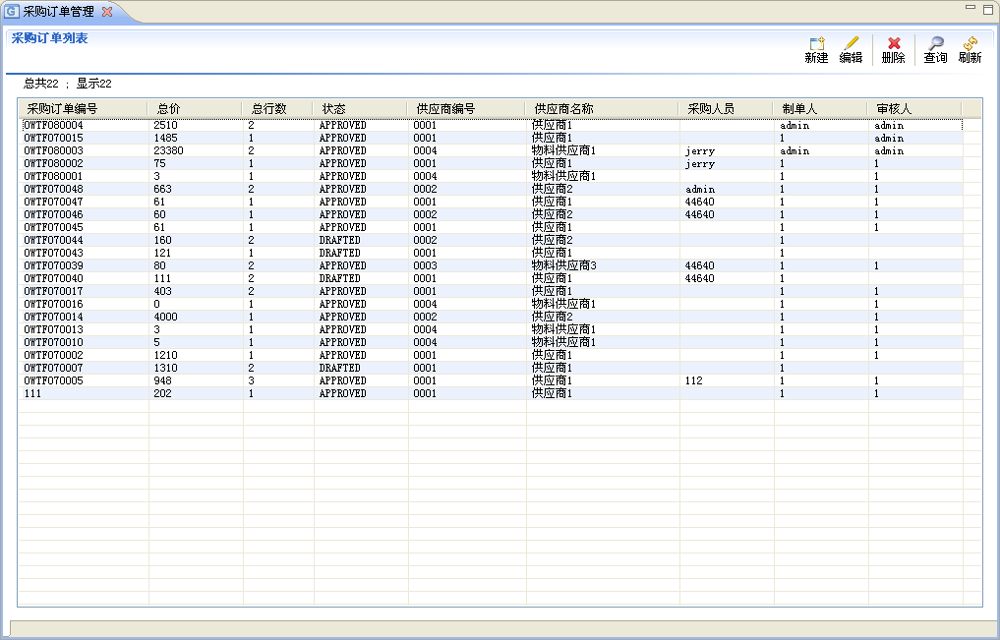 采购订单管理
采购订单列表
新建 编辑 删除 查询 刷新
总共22 ; 显示22
采购订单编号 总价 总行数 状态 供应商编号 供应商名称 采购人员 制单人 审核人
OWTF080004 2510 2 APPROVED 0001 供应商1 admin admin
OWTF070015 1485 1 APPROVED 0001 供应商1 1 admin
OWTF080003 23380 2 APPROVED 0004 物料供应商1 jerry admin admin
OWTF080002 75 1 APPROVED 0001 供应商1 jerry 1 1
OWTF080001 3 1 APPROVED 0004 物料供应商1 1 1
OWTF070048 663 2 APPROVED 0002 供应商2 admin 1 1
OWTF070047 61 1 APPROVED 0001 供应商1 44640 1 1
OWTF070046 60 1 APPROVED 0002 供应商2 44640 1 1
OWTF070045 61 1 APPROVED 0001 供应商1 1 1
OWTF070044 160 2 DRAFTED 0002 供应商2 1
OWTF070043 121 1 DRAFTED 0001 供应商1 1
OWTF070039 80 2 APPROVED 0003 物料供应商3 44640 1 1
OWTF070040 111 2 DRAFTED 0001 供应商1 44640 1
OWTF070017 403 2 APPROVED 0001 供应商1 1 1
OWTF070016 0 1 APPROVED 0004 物料供应商1 1 1
OWTF070014 4000 1 APPROVED 0002 供应商2 1 1
OWTF070013 3 1 APPROVED 0004 物料供应商1 1 1
OWTF070010 5 1 APPROVED 0004 物料供应商1 1 1
OWTF070002 1210 1 APPROVED 0001 供应商1 1 1
OWTF070007 1310 2 DRAFTED 0001 供应商1 1
OWTF070005 948 3 APPROVED 0001 供应商1 112 1 1
111 202 1 APPROVED 0001 供应商1 1 1